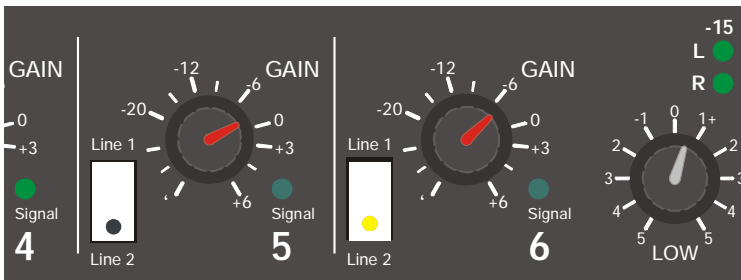 GAIN
0
+3
Signal
4
GAIN
-20
-12
-6
0
+3
+6
Line 1
Line 2
Signal
5
GAIN
-20
-12
-6
0
+3
+6
Line 1
Line 2
Signal
6
-15
L
R
-1 0 1+
2 2
3 3
4 4
5 5
LOW